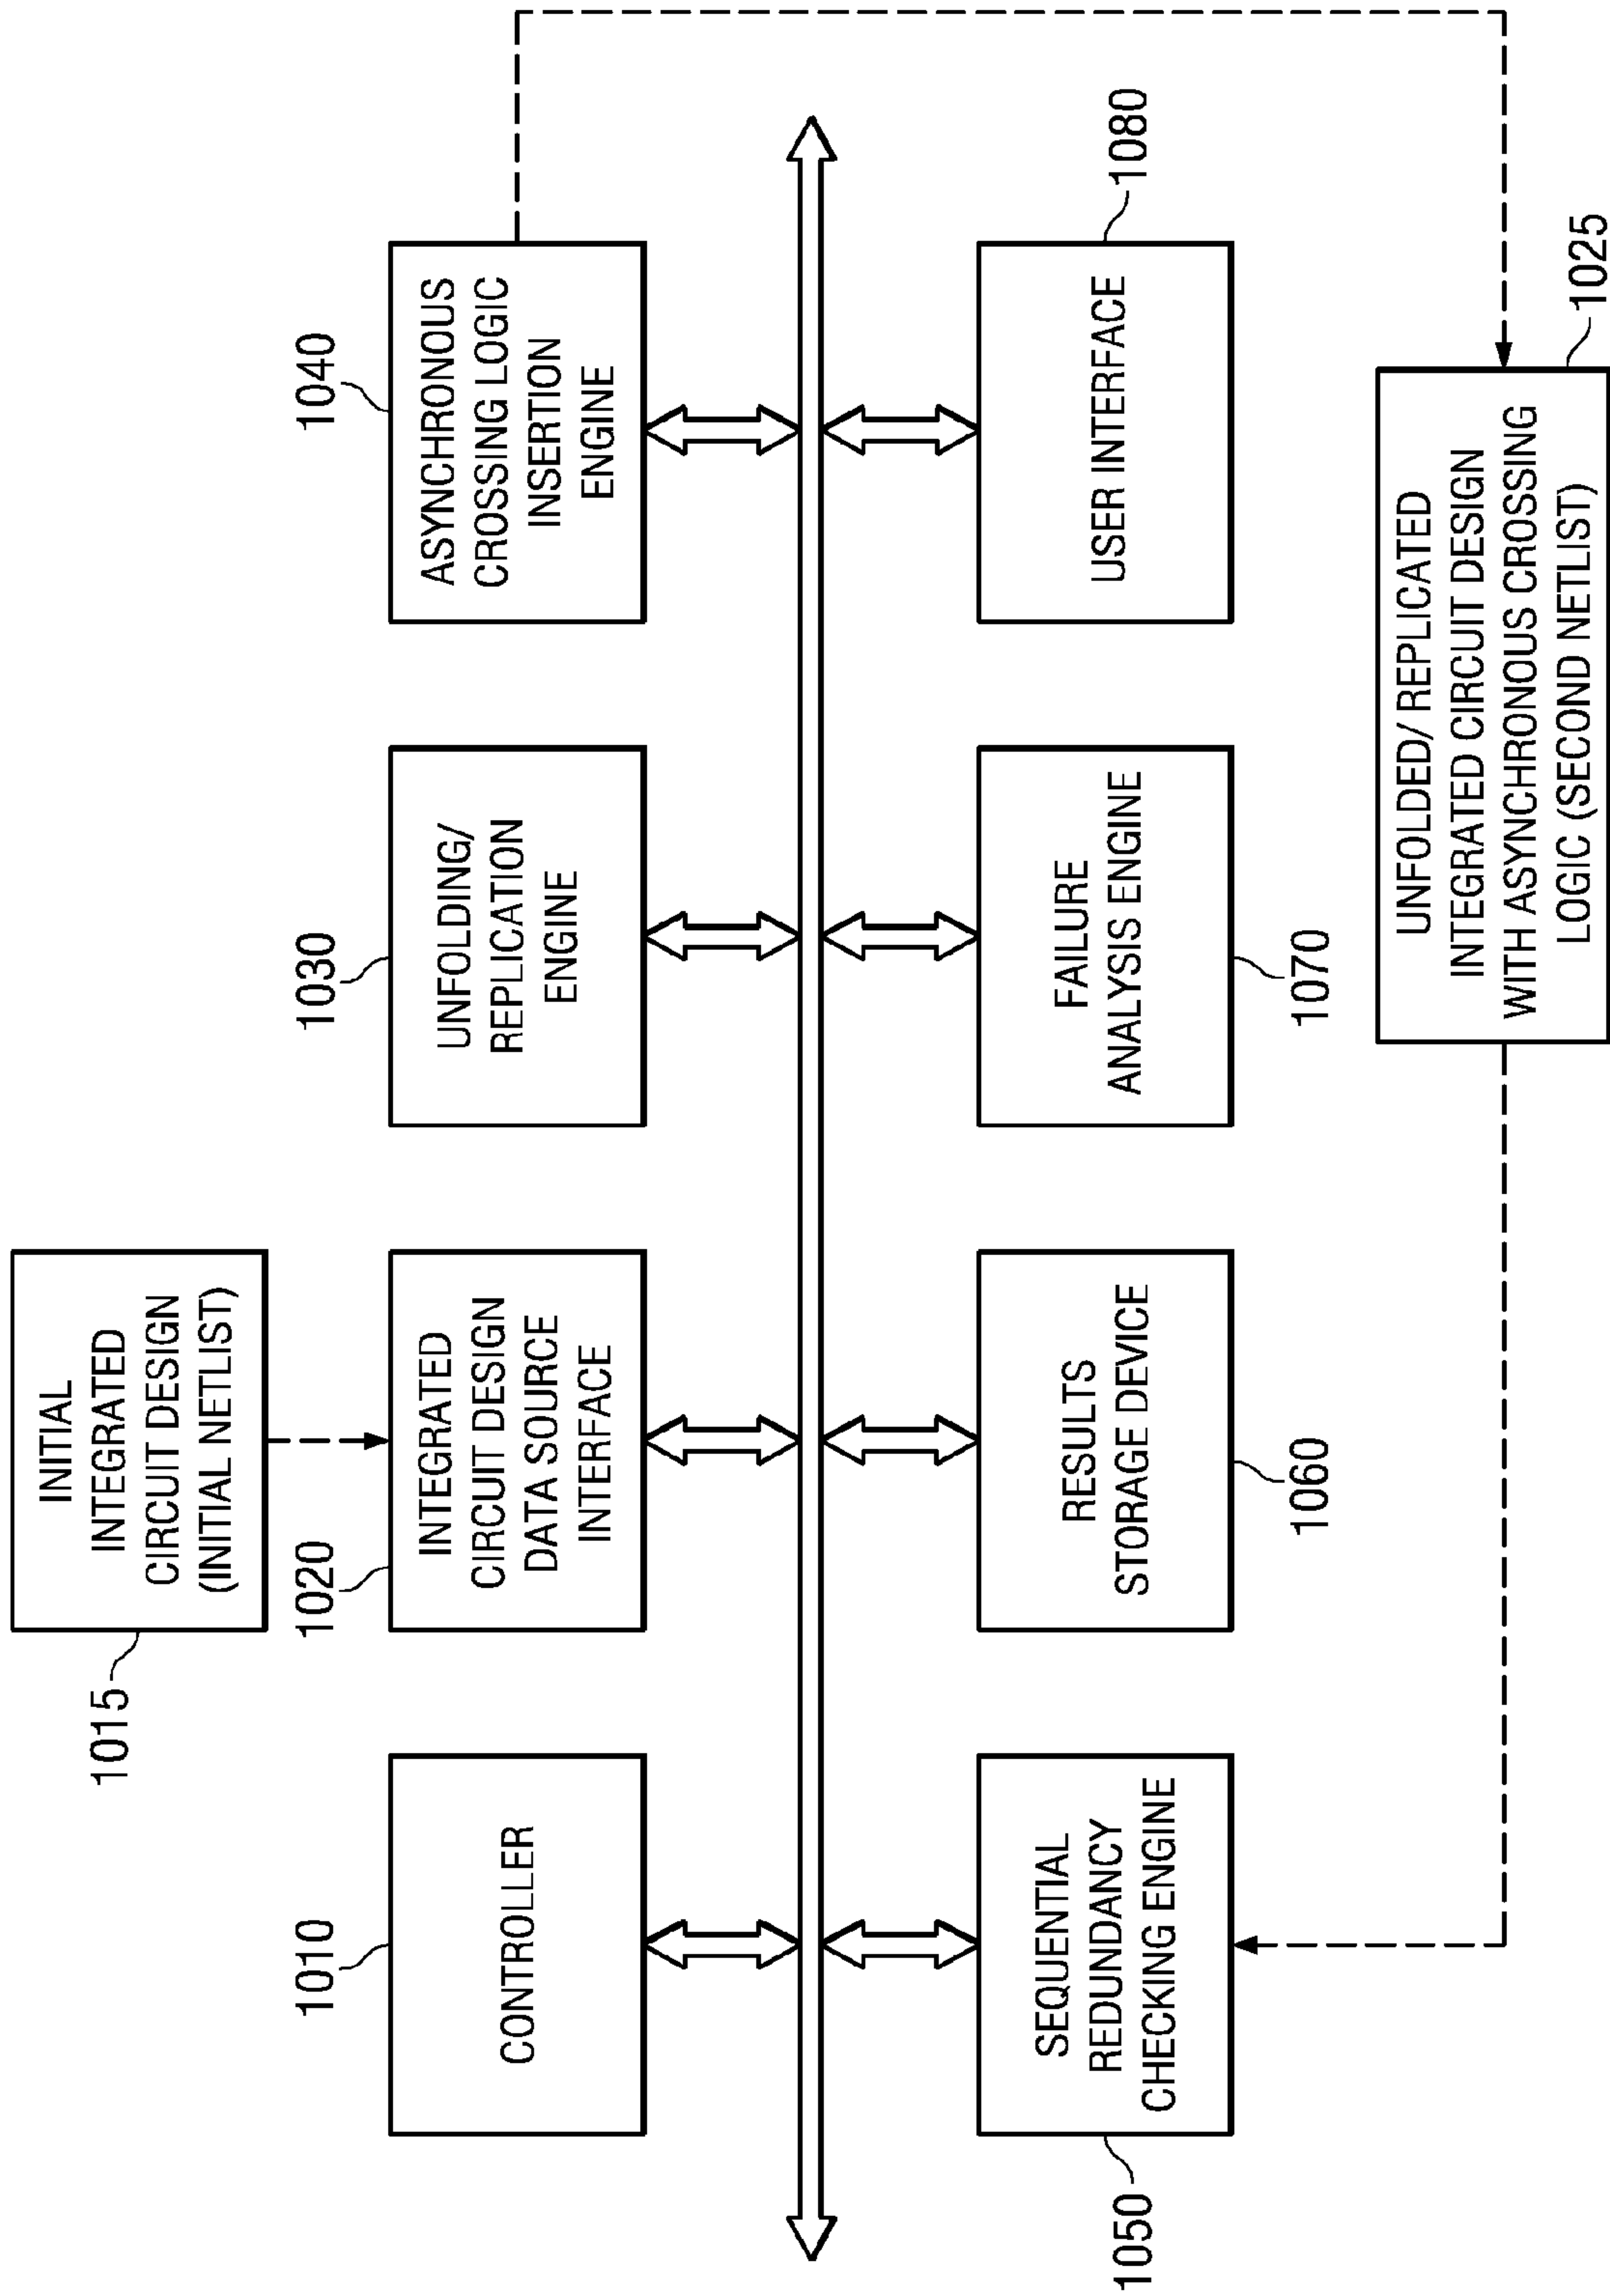 INITIAL
INTEGRATED
CIRCUIT DESIGN
(INITIAL NETLIST)
1015
1010
1020
1030
1040
CONTROLLER
INTEGRATED
CIRCUIT DESIGN
DATA SOURCE
INTERFACE
UNFOLDING/
REPLICATION
ENGINE
ASYNCHRONOUS
CROSSING LOGIC
INSERTION
ENGINE
SEQUENTIAL
REDUNDANCY
CHECKING ENGINE
RESULTS
STORAGE DEVICE
FAILURE
ANALYSIS ENGINE
USER INTERFACE
1050
1060
1070
1080
UNFOLDED/REPLICATED
INTEGRATED CIRCUIT DESIGN
WITH ASYNCHRONOUS CROSSING
LOGIC (SECOND NETLIST)
1025